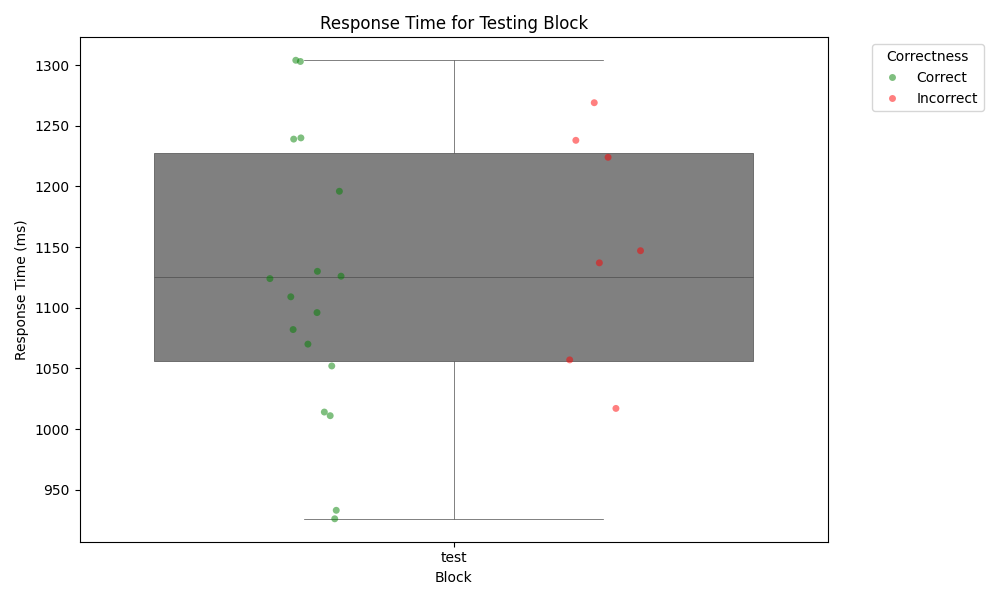 Response Time for Testing Block
Correctness
Correct
Incorrect
Response Time (ms)
1300
1250
1200
1150
1100
1050
1000
950
test
Block